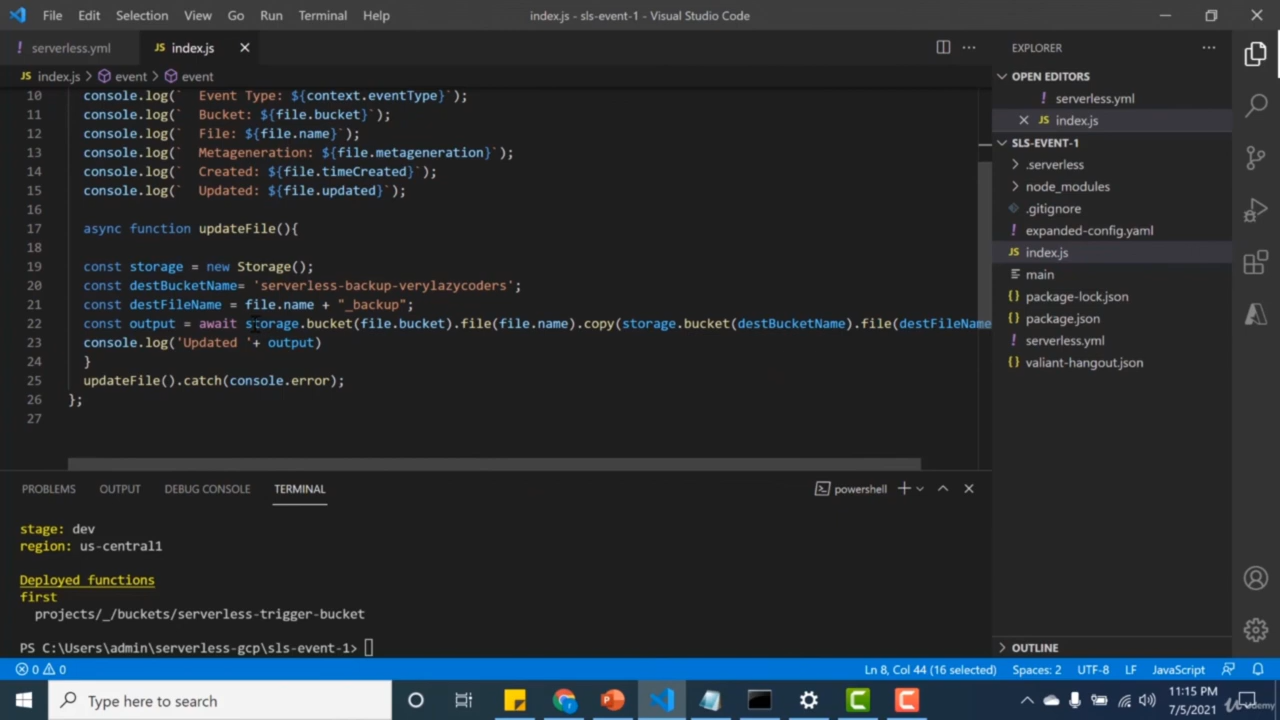 File Edit Selection View Go Run Terminal Help index.js - sls-event-1 - Visual Studio Code
! serverless.yml JS index.js
JS index.js > event > event
10 console.log(`  Event Type: ${context.eventType}`);
11 console.log(`  Bucket: ${file.bucket}`);
12 console.log(`  File: ${file.name}`);
13 console.log(`  Metageneration: ${file.metageneration}`);
14 console.log(`  Created: ${file.timeCreated}`);
15 console.log(`  Updated: ${file.updated}`);
16
17 async function updateFile(){
18
19 const storage = new Storage();
20 const destBucketName= 'serverless-backup-verylazycoders';
21 const destFileName = file.name + "_backup";
22 const output = await storage.bucket(file.bucket).file(file.name).copy(storage.bucket(destBucketName).file(destFileName
23 console.log('Updated '+ output)
24 }
25 updateFile().catch(console.error);
26 };
27
EXPLORER
OPEN EDITORS
! serverless.yml
JS index.js
SLS-EVENT-1
.serverless
node_modules
.gitignore
! expanded-config.yaml
JS index.js
main
{} package-lock.json
{} package.json
! serverless.yml
{} valiant-hangout.json
OUTLINE
PROBLEMS OUTPUT DEBUG CONSOLE TERMINAL powershell
stage: dev
region: us-central1
Deployed functions
first
projects/_/buckets/serverless-trigger-bucket
PS C:\Users\admin\serverless-gcp\sls-event-1>
0 0 Ln 8, Col 44 (16 selected) Spaces: 2 UTF-8 LF JavaScript
Type here to search
11:15 PM
7/5/2021
Udemy